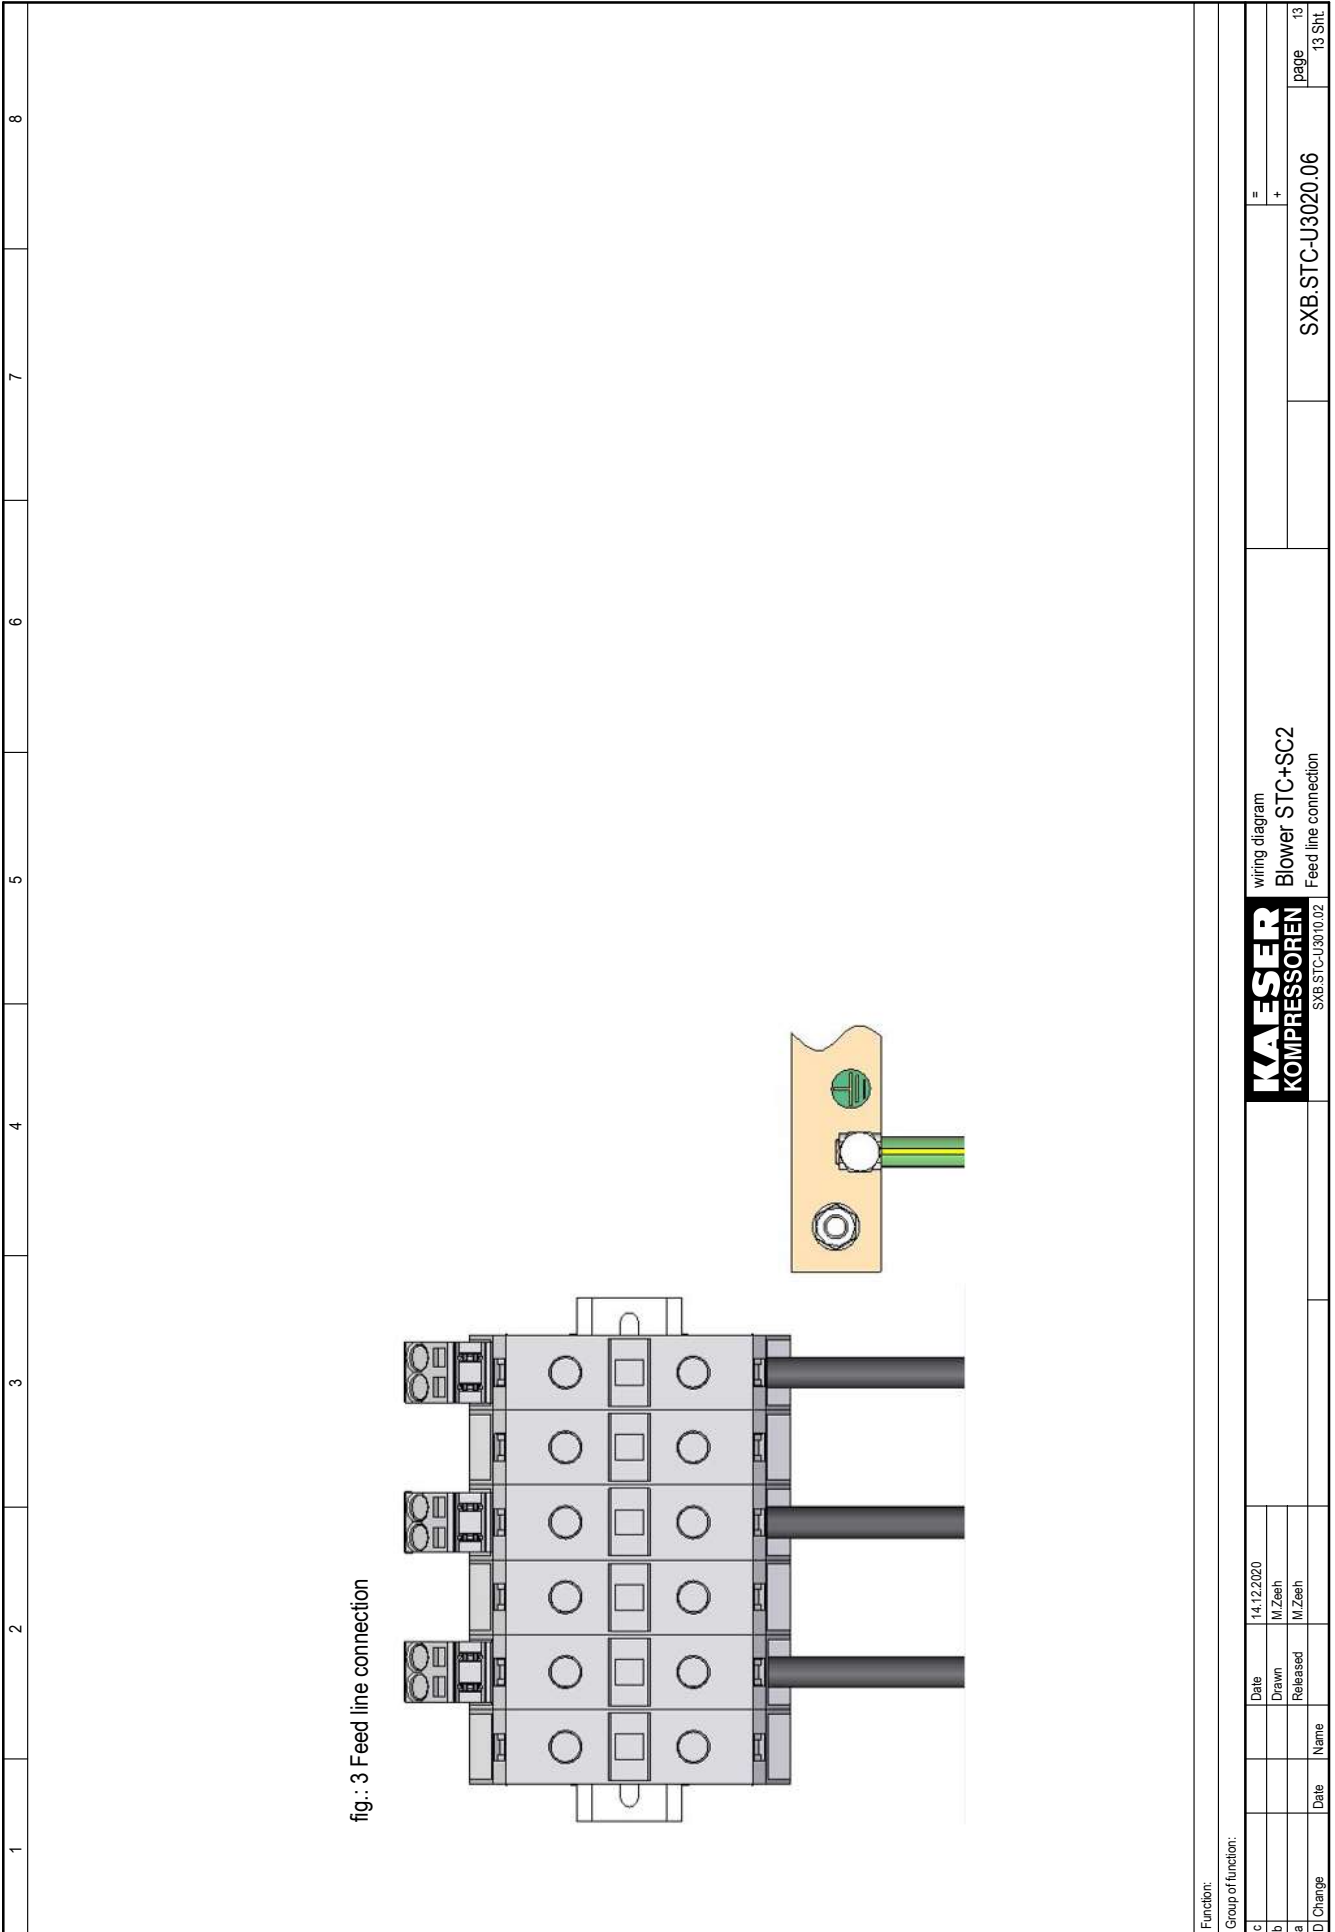 1 2 3 4 5 6 7 8
fig.: 3 Feed line connection
Function:
Group of function:
c
b
a
D Change
Date
Name
Date 14.12.2020
Drawn M.Zeeh
Released M.Zeeh
KAESER
KOMPRESSOREN
SXB.STC-U3010.02
wiring diagram
Blower STC+SC2
Feed line connection
=
+
SXB.STC-U3020.06
page 13
13 Sht.